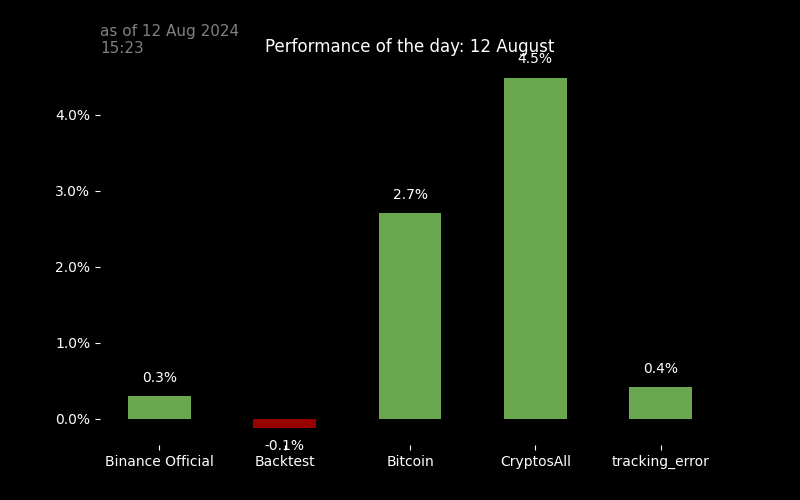 as of 12 Aug 2024
15:23
Performance of the day: 12 August
4.5%
4.0%
3.0%
2.7%
2.0%
1.0%
0.3%
0.4%
0.0%
-0.1%
Binance Official
Backtest
Bitcoin
CryptosAll
tracking_error